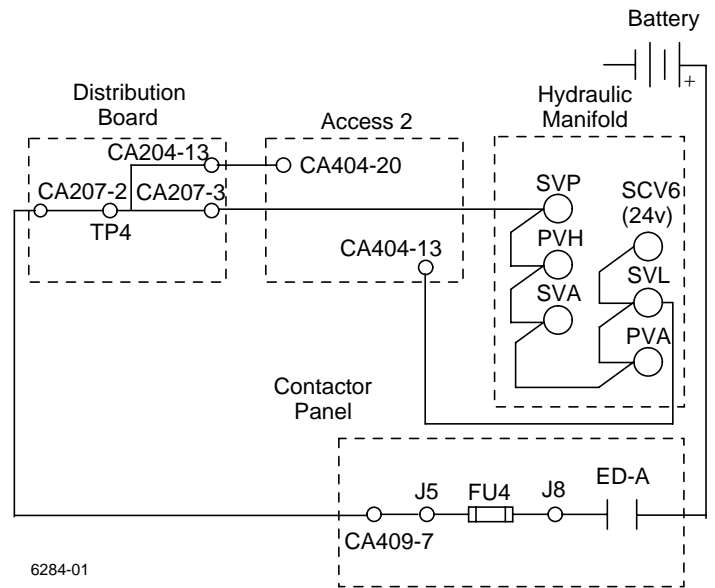 Battery
+
Distribution
Board
Access 2
Hydraulic
Manifold
CA204-13
CA404-20
CA207-2
CA207-3
TP4
CA404-13
SVP
SCV6
(24v)
PVH
SVL
SVA
PVA
Contactor
Panel
J5
FU4
J8
ED-A
CA409-7
6284-01